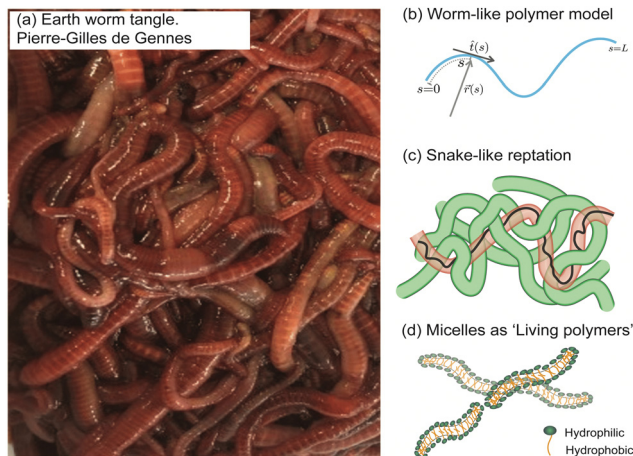 (a) Earth worm tangle.
Pierre-Gilles de Gennes
(b) Worm-like polymer model
t̂(s)
s
s=L
s=0
r⃗(s)
(c) Snake-like reptation
(d) Micelles as ‘Living polymers’
Hydrophilic
Hydrophobic